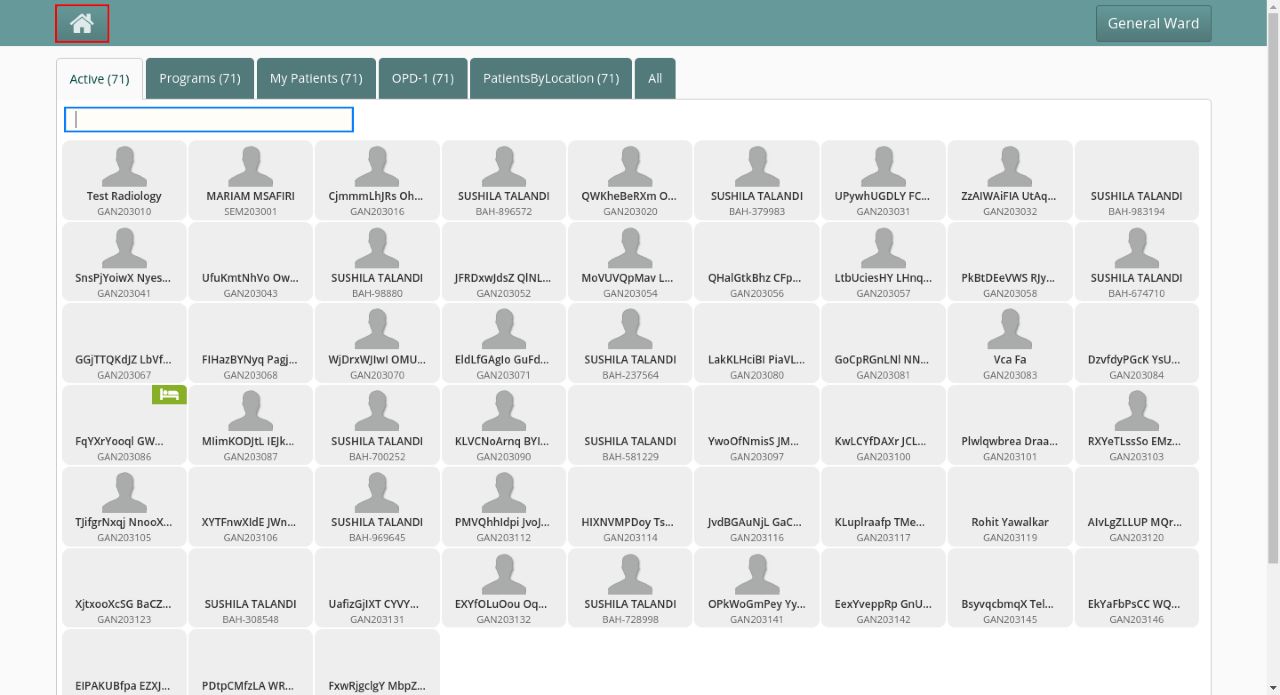 General Ward
Active (71) Programs (71) My Patients (71) OPD-1 (71) PatientsByLocation (71) All
Test Radiology MARIAM MSAFIRI CjmmmLhJRs Oh... SUSHILA TALANDI QWKheBeRXm O... SUSHILA TALANDI UPywhUGDLY FC... ZzAIWAiFIA UtAq... SUSHILA TALANDI
GAN203010 SEM203001 GAN203016 BAH-896572 GAN203020 BAH-379983 GAN203031 GAN203032 BAH-983194
SnsPjYoiwX Nyes... UfuKmtNhVo Ow... SUSHILA TALANDI JFRDxwJdsZ QlNL... MoVUVQpMav L... QHalGtkBhz CFp... LtbUciesHY LHnq... PkBtDEeVWS RJy... SUSHILA TALANDI
GAN203041 GAN203043 BAH-98880 GAN203052 GAN203054 GAN203056 GAN203057 GAN203058 BAH-674710
GGjTTQKdJZ LbVf... FIHazBYNyq Pagj... WjDrxWJIwI OMU... EldLfGAgIo GuFd... SUSHILA TALANDI LakKLHciBI PiaVL... GoCpRGnLNl NN... Vca Fa DzvfdyPGcK YsU...
GAN203067 GAN203068 GAN203070 GAN203071 BAH-237564 GAN203080 GAN203081 GAN203083 GAN203084
FqYXrYooql GW... MIimKODJtL IEJk... SUSHILA TALANDI KLVCNoArnq BYI... SUSHILA TALANDI YwoOfNmisS JM... KwLCYfDAXr JCL... Plwlqwbrea Draa... RXYeTLssSo EMz...
GAN203086 GAN203087 BAH-700252 GAN203090 BAH-581229 GAN203097 GAN203100 GAN203101 GAN203103
TJifgrNxqj NnooX... XYTFnwXIdE JWn... SUSHILA TALANDI PMVQhhIdpi JvoJ... HIXNVMPDoy Ts... JvdBGAuNjL GaC... KLuplraafp TMe... Rohit Yawalkar AIvLgZLLUP MQr...
GAN203105 GAN203106 BAH-969645 GAN203112 GAN203114 GAN203116 GAN203117 GAN203119 GAN203120
XjtxooXcSG BaCZ... SUSHILA TALANDI UafizGjIXT CYVY... EXYfOLuOou Oq... SUSHILA TALANDI OPkWoGmPey Yy... EexYveppRp GnU... BsyvqcbmqX Tel... EkYaFbPsCC WQ...
GAN203123 BAH-308548 GAN203131 GAN203132 BAH-728998 GAN203141 GAN203142 GAN203145 GAN203146
EIPAKUBfpa EZXJ... PDtpCMfzLA WR... FxwRjgclgY MbpZ...